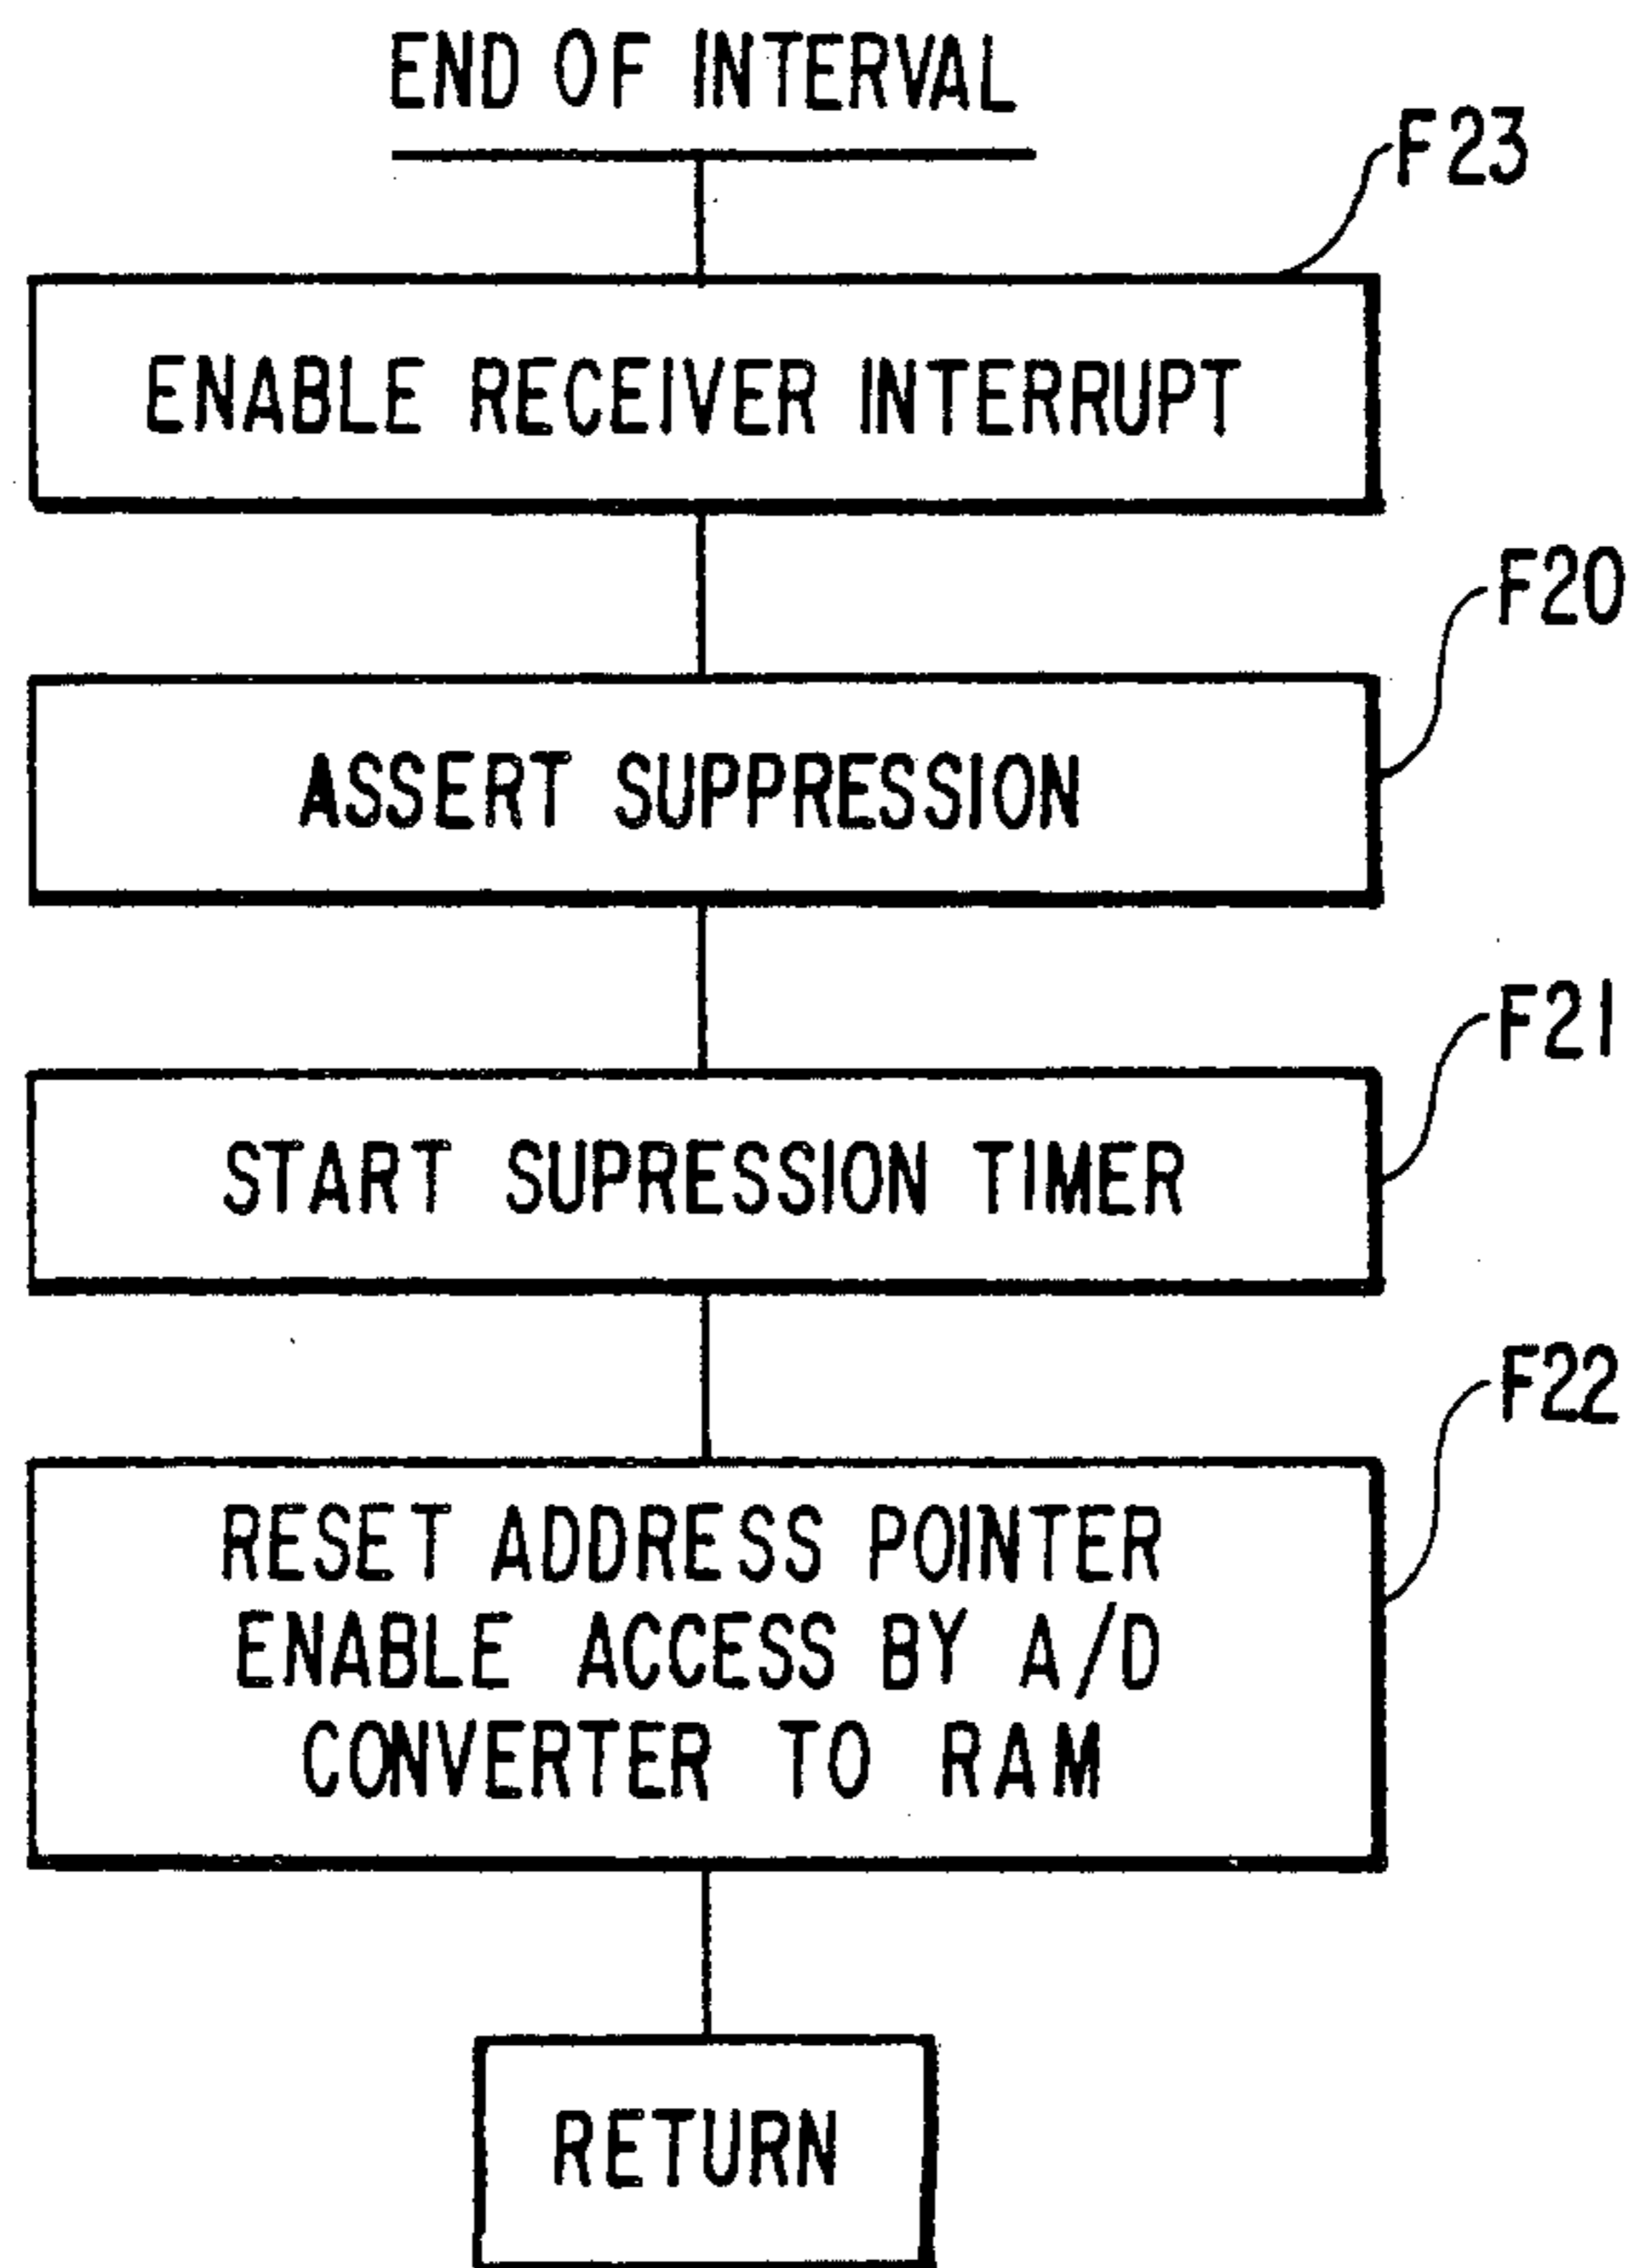 END OF INTERVAL
F23
ENABLE RECEIVER INTERRUPT
F20
ASSERT SUPPRESSION
F21
START SUPRESSION TIMER
F22
RESET ADDRESS POINTER
ENABLE ACCESS BY A/D
CONVERTER TO RAM
RETURN